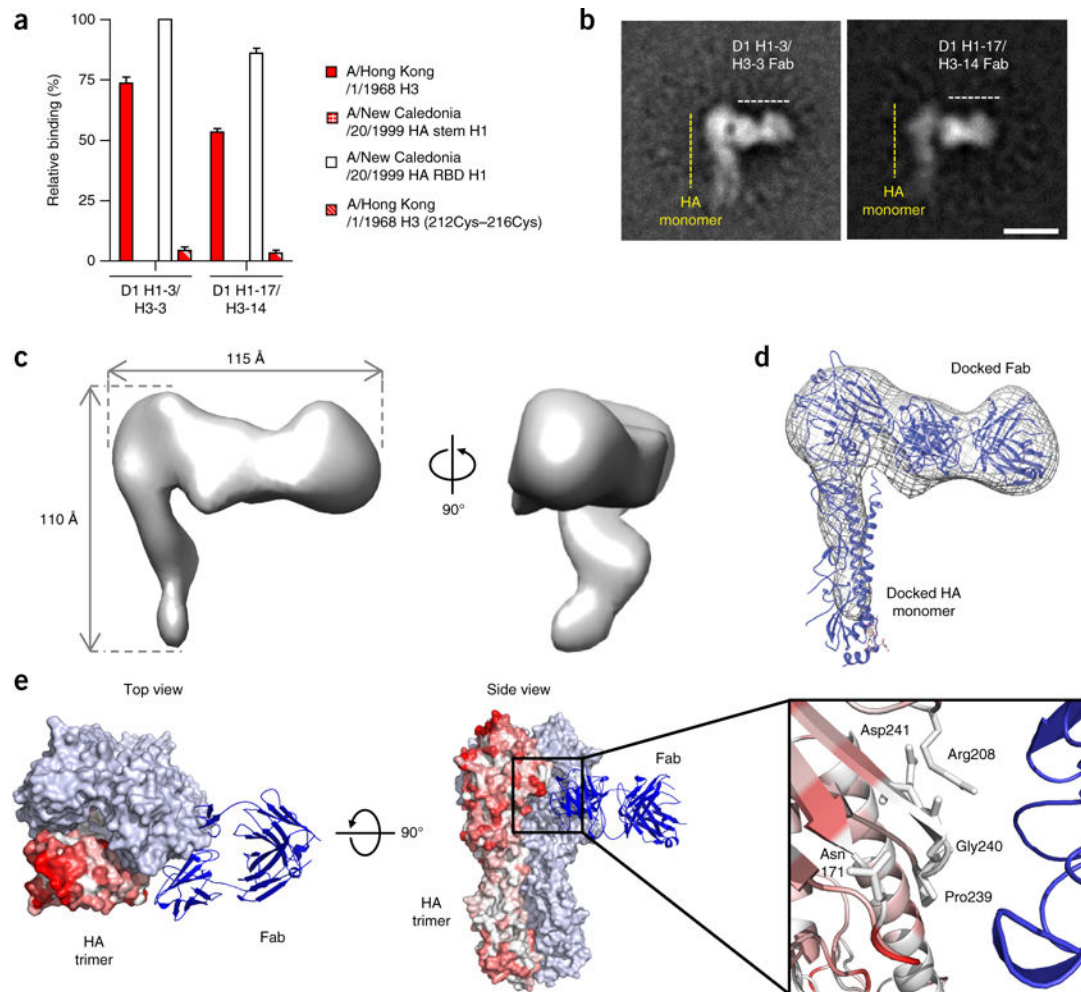 a
Relative binding (%)
100
75
50
25
0
D1 H1-3/
H3-3
D1 H1-17/
H3-14
A/Hong Kong
/1/1968 H3
A/New Caledonia
/20/1999 HA stem H1
A/New Caledonia
/20/1999 HA RBD H1
A/Hong Kong
/1/1968 H3 (212Cys–216Cys)
b
D1 H1-3/
H3-3 Fab
HA
monomer
D1 H1-17/
H3-14 Fab
HA
monomer
c
115 Å
110 Å
90°
d
Docked Fab
Docked HA
monomer
e
Top view
HA
trimer
Fab
90°
Side view
Fab
HA
trimer
Asp241
Arg208
Asn
171
Gly240
Pro239